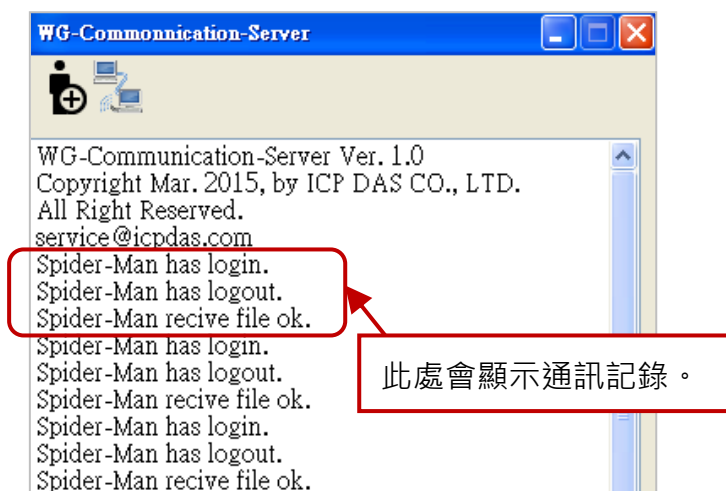 WG-Commonnication-Server
WG-Communication-Server Ver. 1.0
Copyright Mar. 2015, by ICP DAS CO., LTD.
All Right Reserved.
service@icpdas.com
Spider-Man has login.
Spider-Man has logout.
Spider-Man recive file ok.
Spider-Man has login.
Spider-Man has logout.
Spider-Man recive file ok.
Spider-Man has login.
Spider-Man has logout.
Spider-Man recive file ok.
此處會顯示通訊記錄。